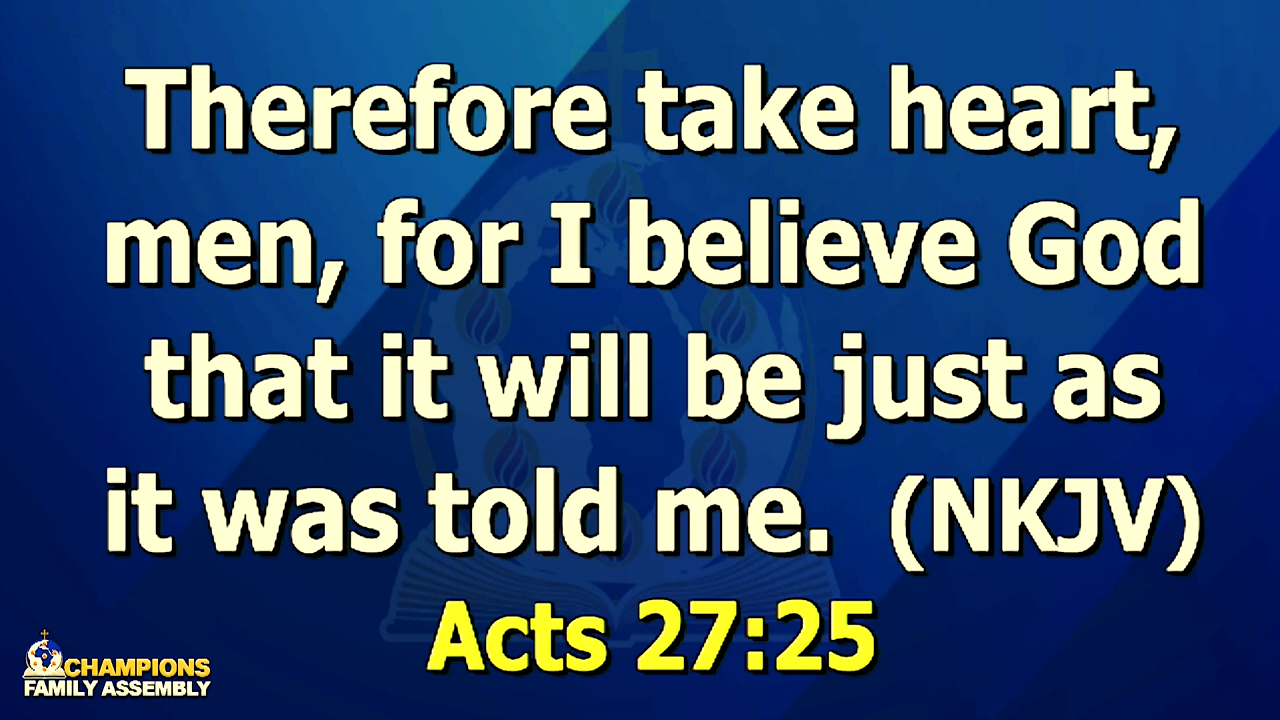 Therefore take heart,
men, for I believe God
that it will be just as
it was told me.  (NKJV)
Acts 27:25
CHAMPIONS
FAMILY ASSEMBLY